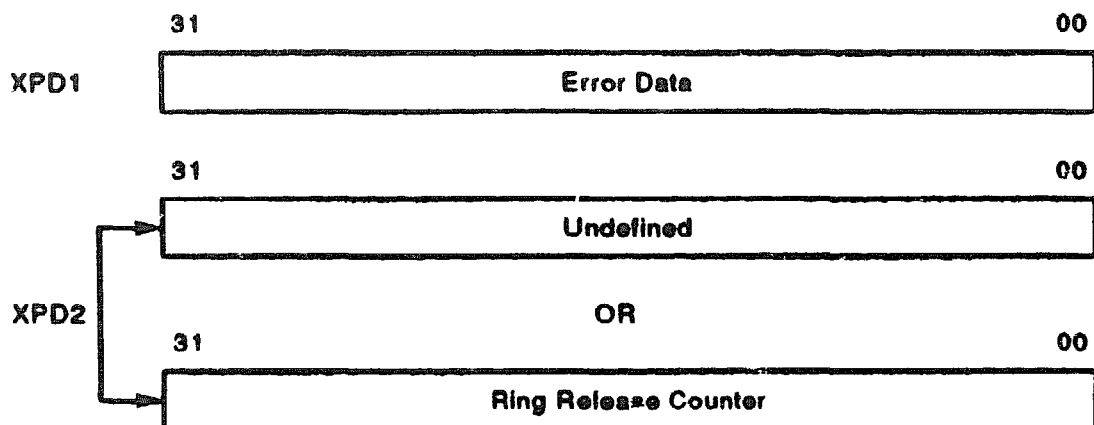 31 00
XPD1 Error Data
31 00
Undefined
XPD2 OR
31 00
Ring Release Counter